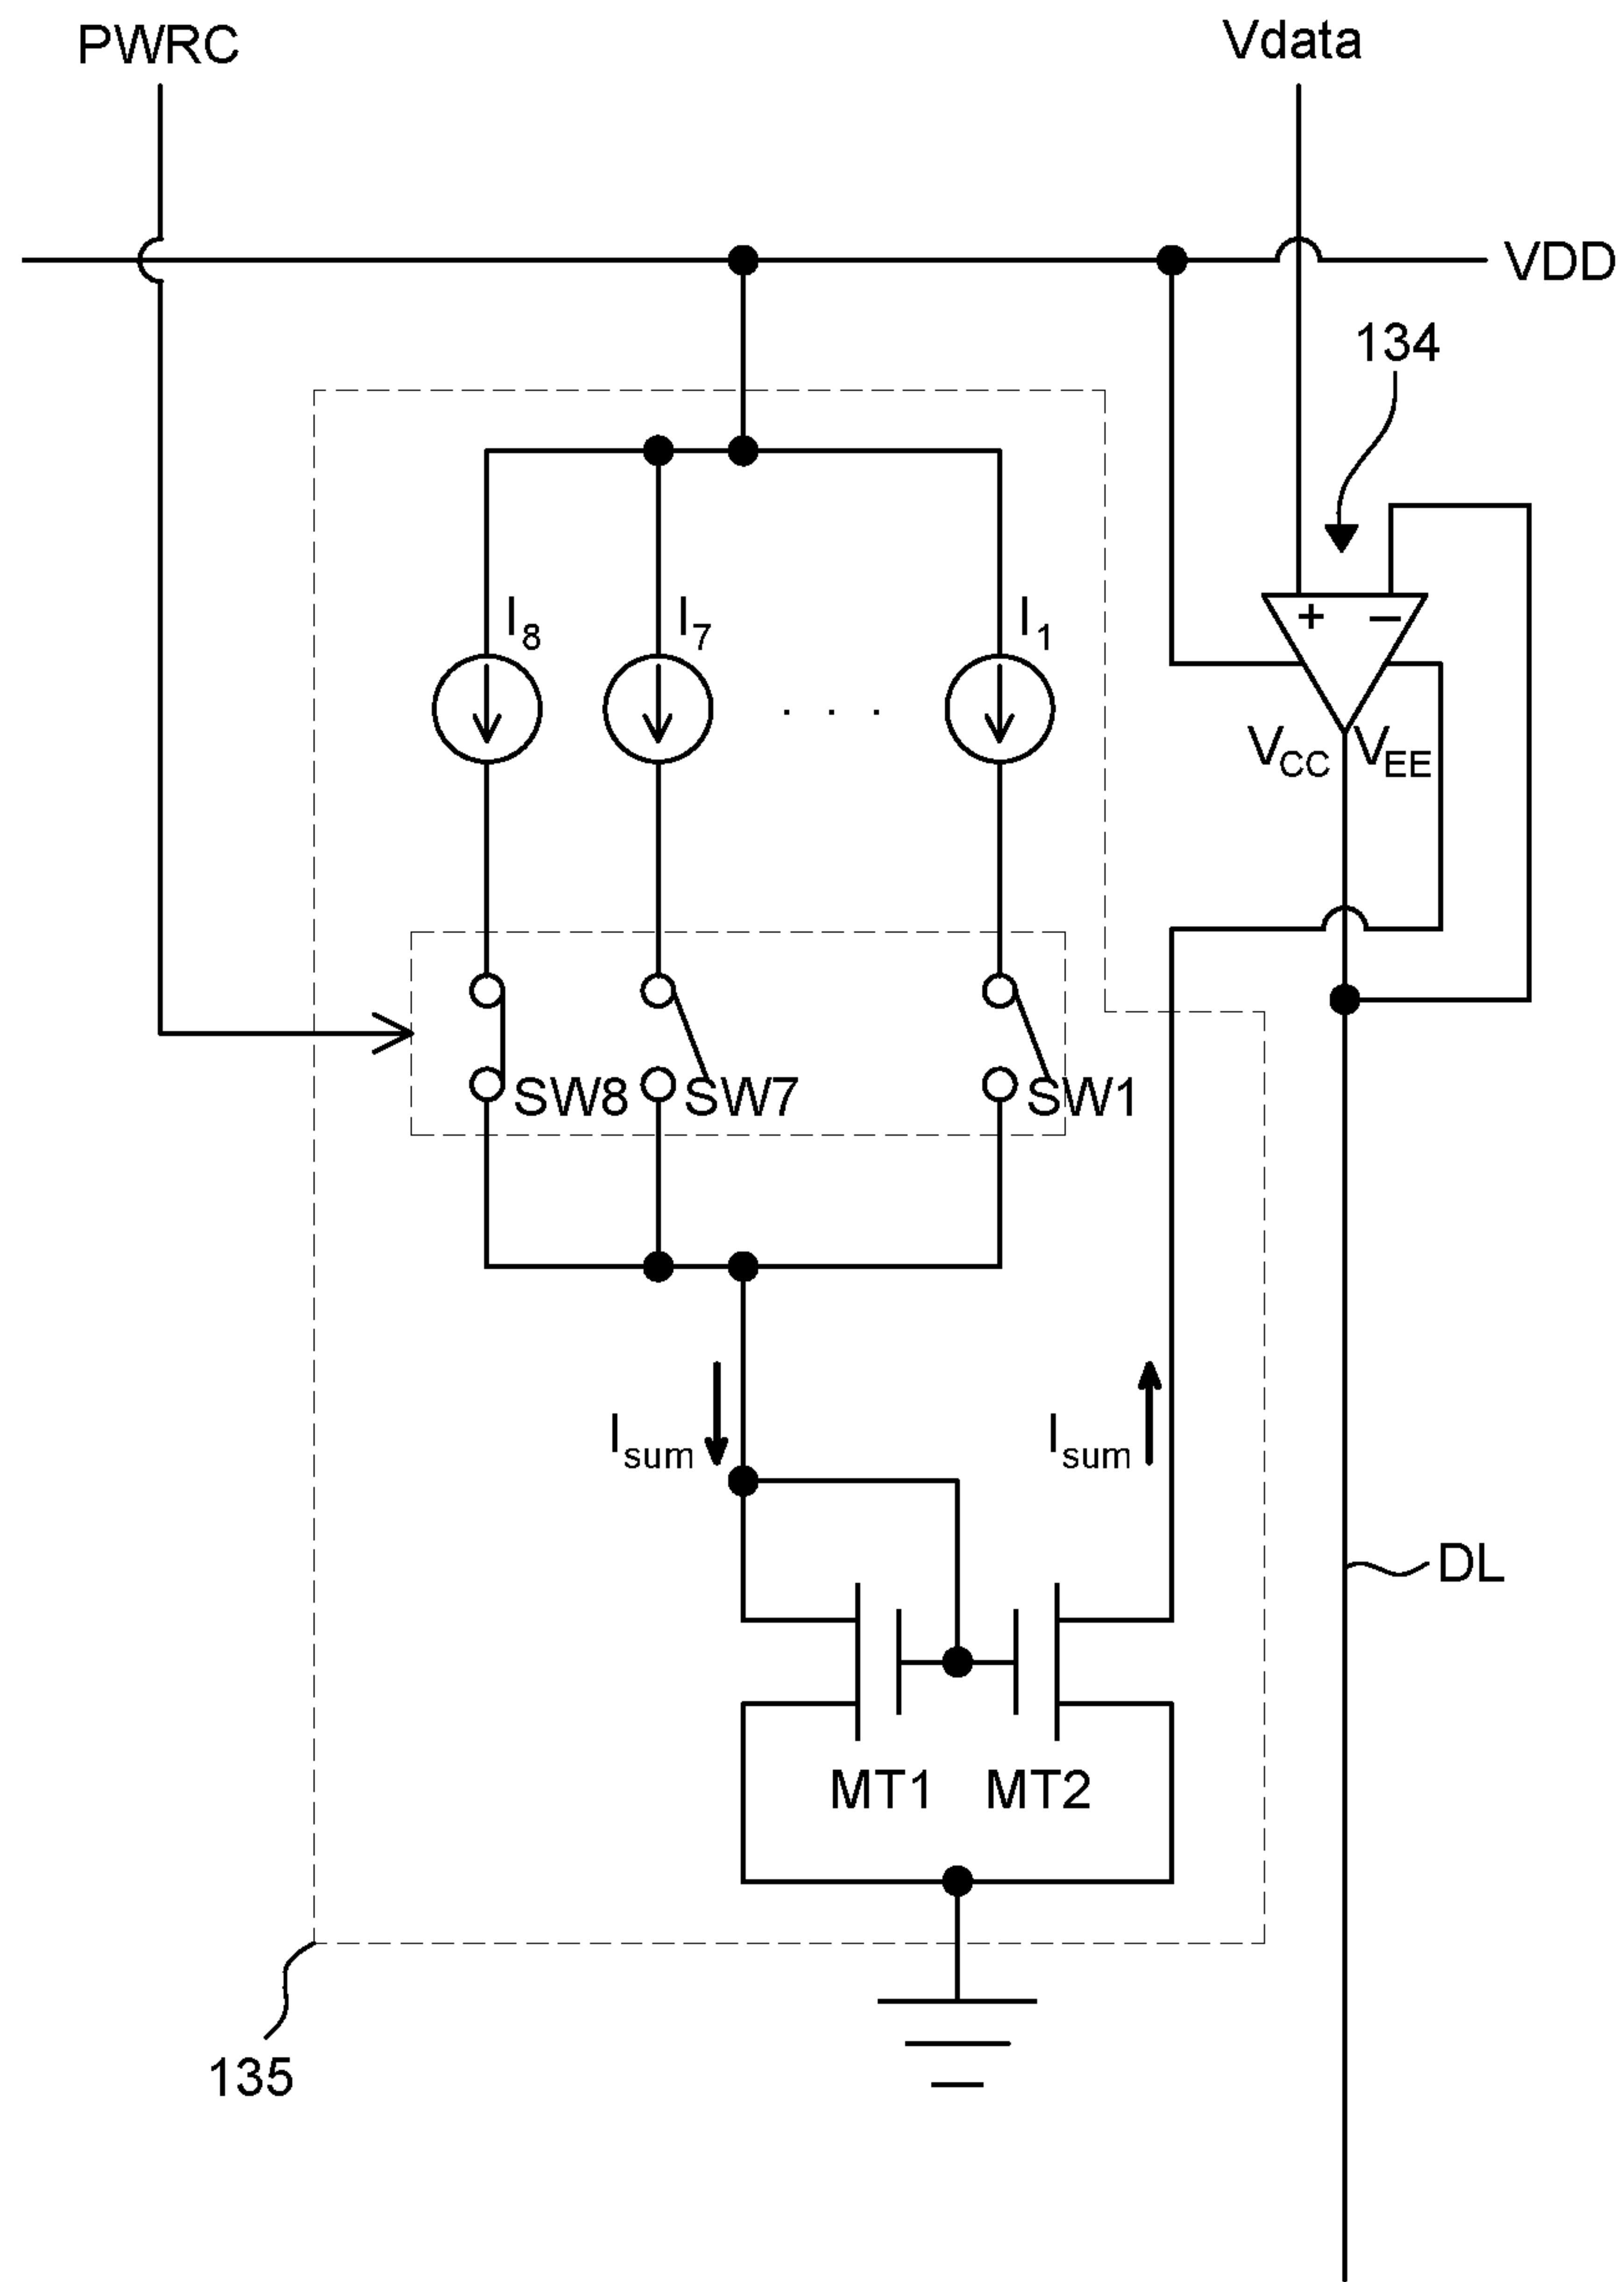 PWRC
Vdata
VDD
134
I8
I7
I1
+
−
. . .
VCC
VEE
SW8
SW7
SW1
Isum
Isum
DL
MT1
MT2
135